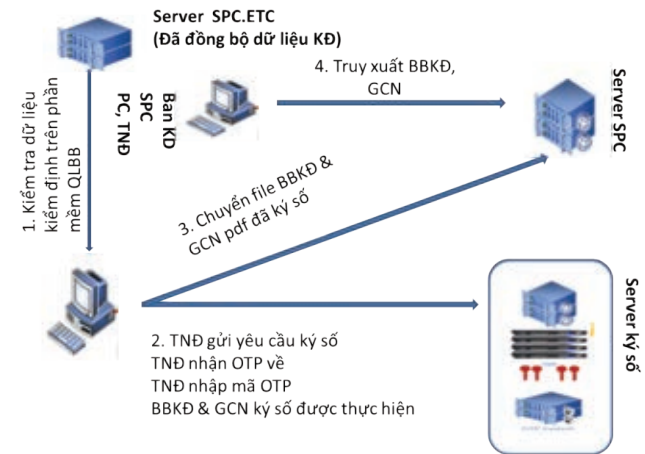 Server SPC.ETC
(Đã đồng bộ dữ liệu KĐ)
4. Truy xuất BBKĐ,
GCN
Ban KD
SPC
PC, TNĐ
Server SPC
1. Kiểm tra dữ liệu
kiểm định trên phần
mềm QLBB
3. Chuyển file BBKĐ &
GCN pdf đã ký số
2. TNĐ gửi yêu cầu ký số
TNĐ nhận OTP về
TNĐ nhập mã OTP
BBKĐ & GCN ký số được thực hiện
Server ký số